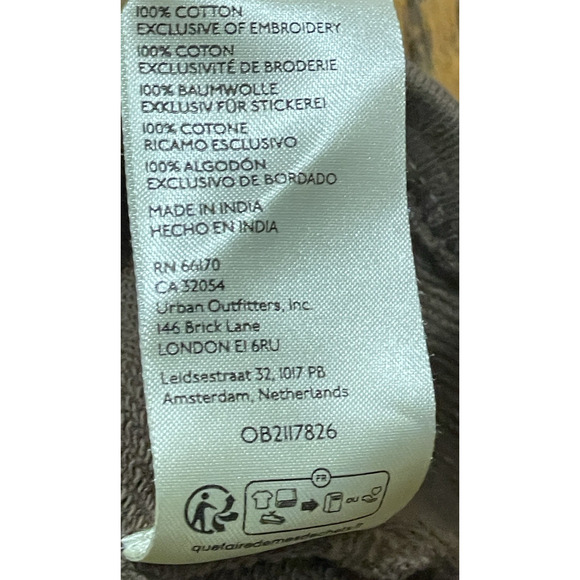 100% COTTON
EXCLUSIVE OF EMBROIDERY
100% COTON
EXCLUSIVITÉ DE BRODERIE
100% BAUMWOLLE
EXKLUSIV FÜR STICKEREI
100% COTONE
RICAMO ESCLUSIVO
100% ALGODÓN
EXCLUSIVO DE BORDADO
MADE IN INDIA
HECHO EN INDIA
RN 66170
CA 32054
Urban Outfitters, Inc.
146 Brick Lane
LONDON E1 6RU
Leidsestraat 32, 1017 PB
Amsterdam, Netherlands
OB2117826
FR
OU
quefairedemesdechets.fr